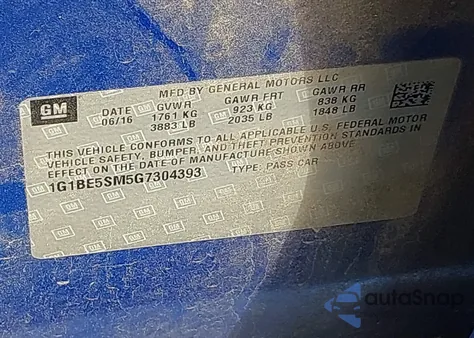 MFD BY GENERAL MOTORS LLC
GM DATE GVWR GAWR FRT GAWR RR
06/16 1761 KG 923 KG 838 KG
3883 LB 2035 LB 1848 LB
THIS VEHICLE CONFORMS TO ALL APPLICABLE U.S. FEDERAL MOTOR
VEHICLE SAFETY, BUMPER, AND THEFT PREVENTION STANDARDS IN
EFFECT ON THE DATE OF MANUFACTURE SHOWN ABOVE
1G1BE5SM5G7304393 TYPE: PASS CAR
autoSnap